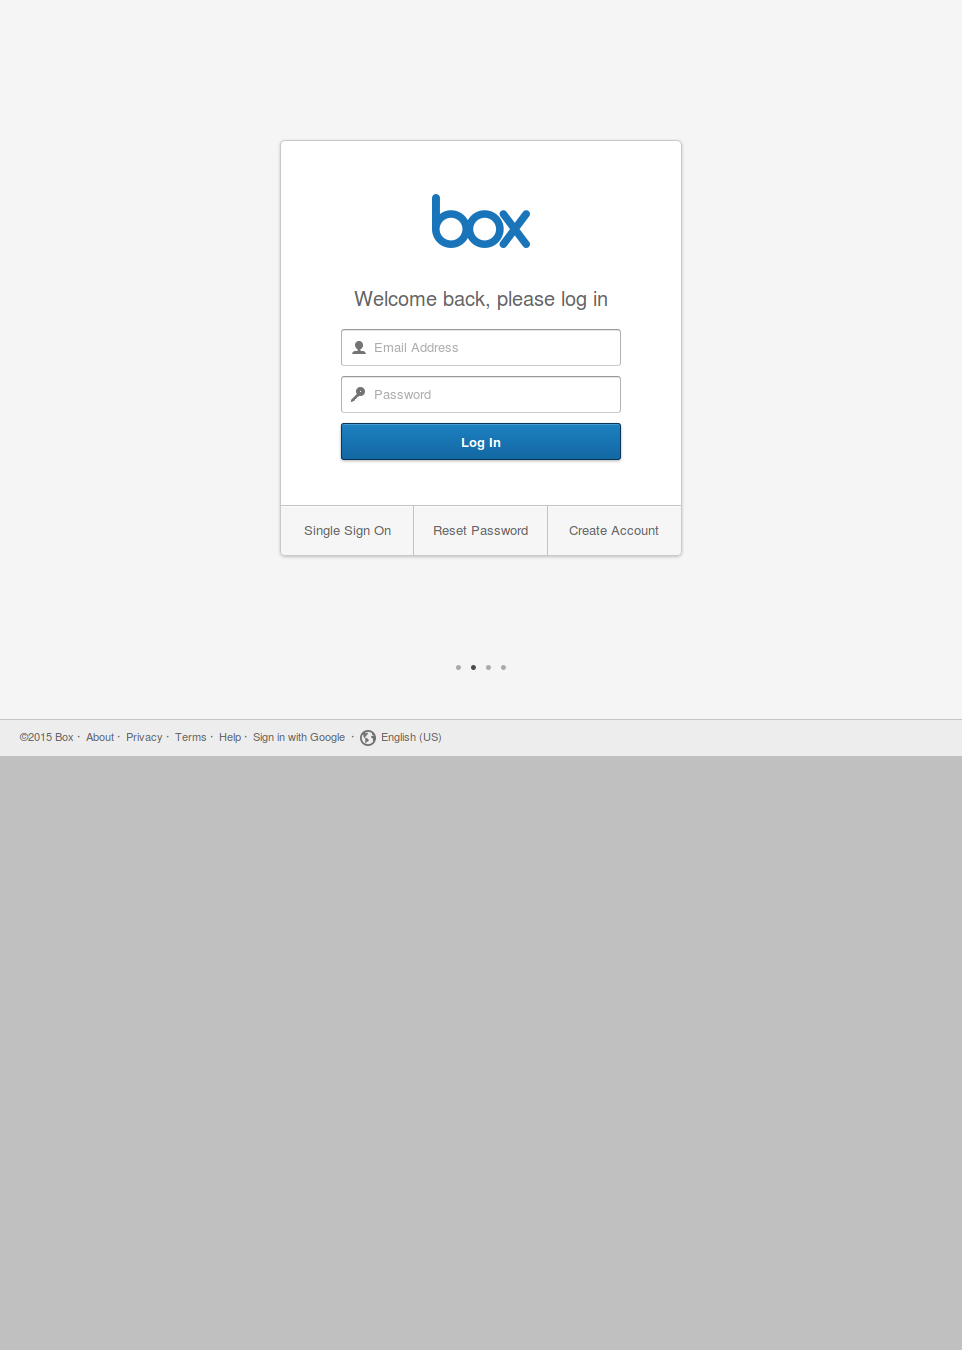 box
Welcome back, please log in
Email Address
Password
Log In
Single Sign On Reset Password Create Account
©2015 Box · About · Privacy · Terms · Help · Sign in with Google · English (US)